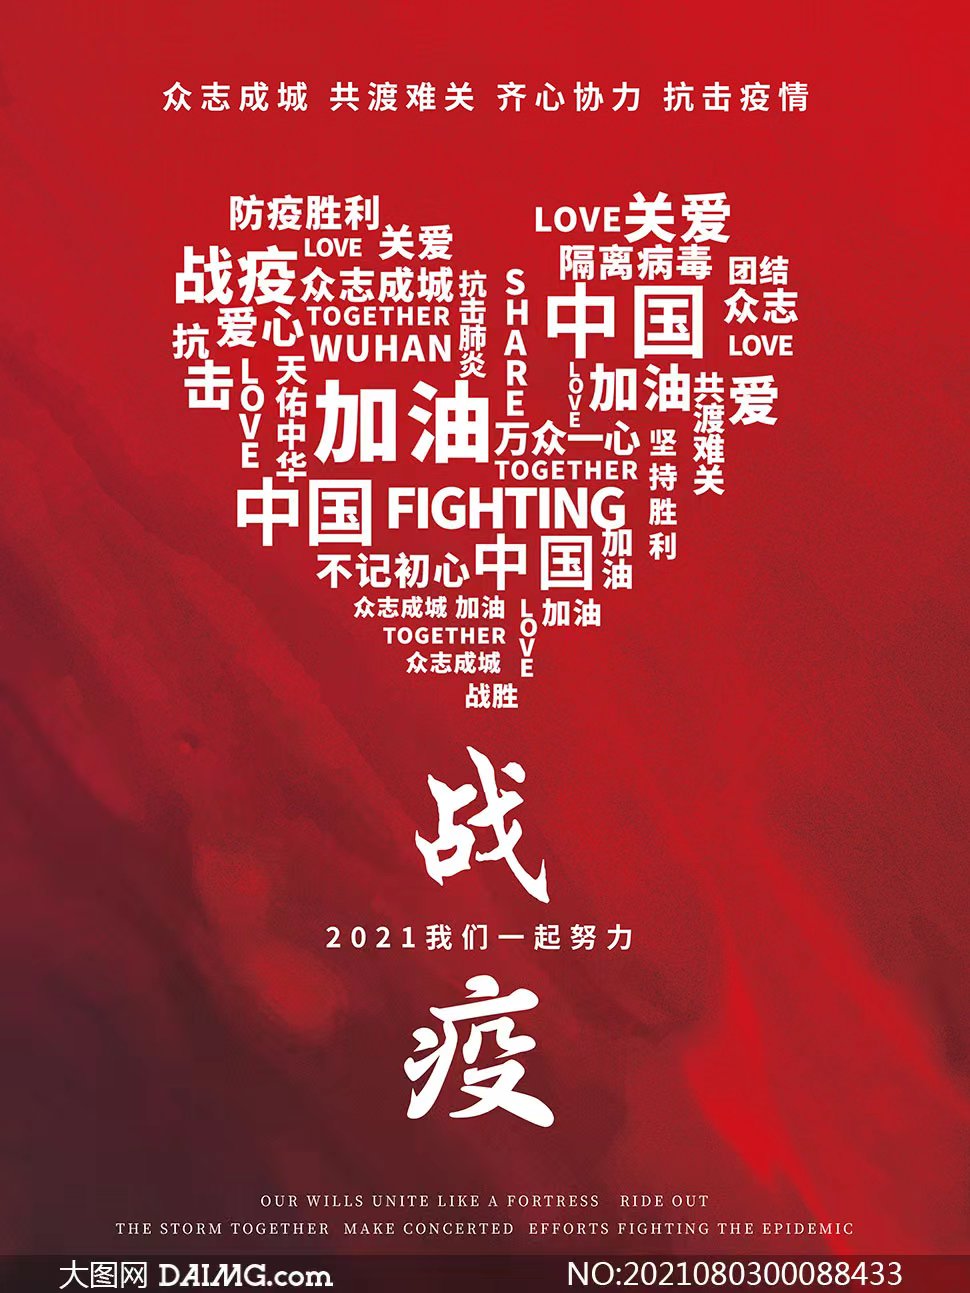 众志成城 共渡难关 齐心协力 抗击疫情
防疫胜利
LOVE
关爱
LOVE
关爱
战疫
众志成城
抗击肺炎
SHARE
隔离病毒
团结
众志
LOVE
中国
TOGETHER
爱心
抗击
WUHAN
LOVE
天佑中华
加油
LOVE
加油
共渡难关
爱
万众一心
TOGETHER
坚持胜利
中国
FIGHTING
不记初心
中国
加油
众志成城 加油
LOVE
加油
TOGETHER
众志成城
战胜
战
2021我们一起努力
疫
OUR WILLS UNITE LIKE A FORTRESS RIDE OUT
THE STORM TOGETHER MAKE CONCERTED EFFORTS FIGHTING THE EPIDEMIC
大图网 DAIMG.com
NO:2021080300088433